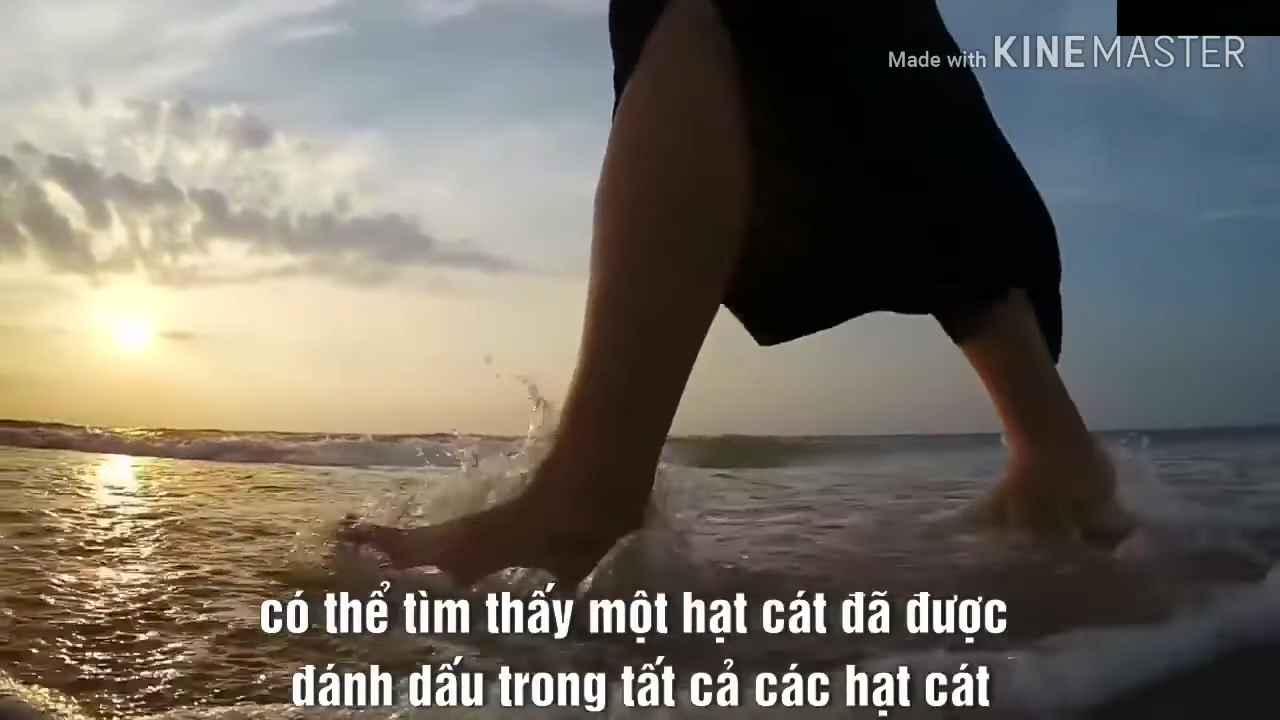 Made with KINEMASTER
có thể tìm thấy một hạt cát đã được
đánh dấu trong tất cả các hạt cát